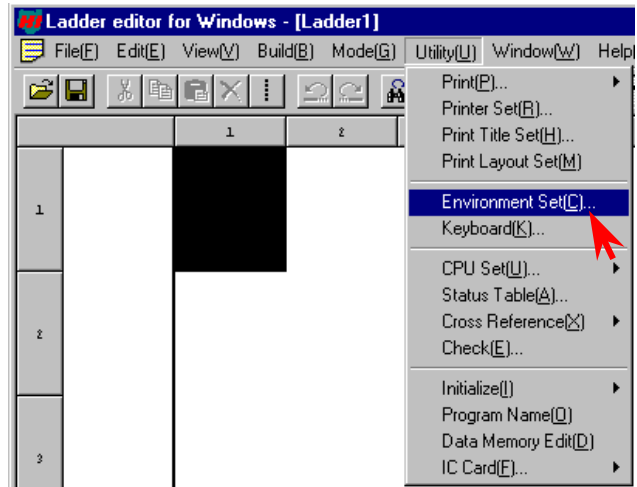 Ladder editor for Windows - [Ladder1]
File(F) Edit(E) View(V) Build(B) Mode(G) Utility(U) Window(W) Help(
1 2
1
2
3
Print(P)...
Printer Set(R)...
Print Title Set(H)...
Print Layout Set(M)
Environment Set(C)...
Keyboard(K)...
CPU Set(U)...
Status Table(A)...
Cross Reference(X)
Check(E)...
Initialize(I)
Program Name(O)
Data Memory Edit(D)
IC Card(F)...